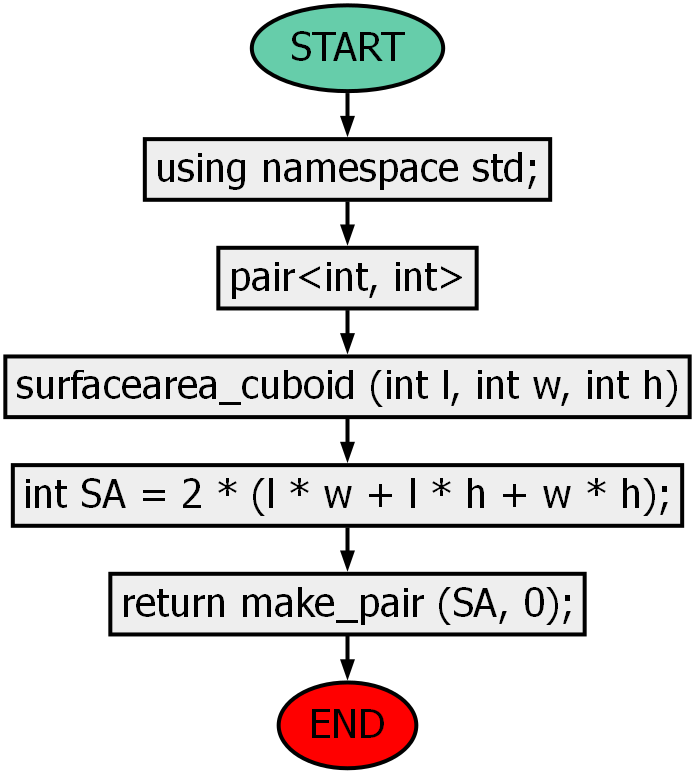 START
using namespace std;
pair<int, int>
surfacearea_cuboid (int l, int w, int h)
int SA = 2 * (l * w + l * h + w * h);
return make_pair (SA, 0);
END